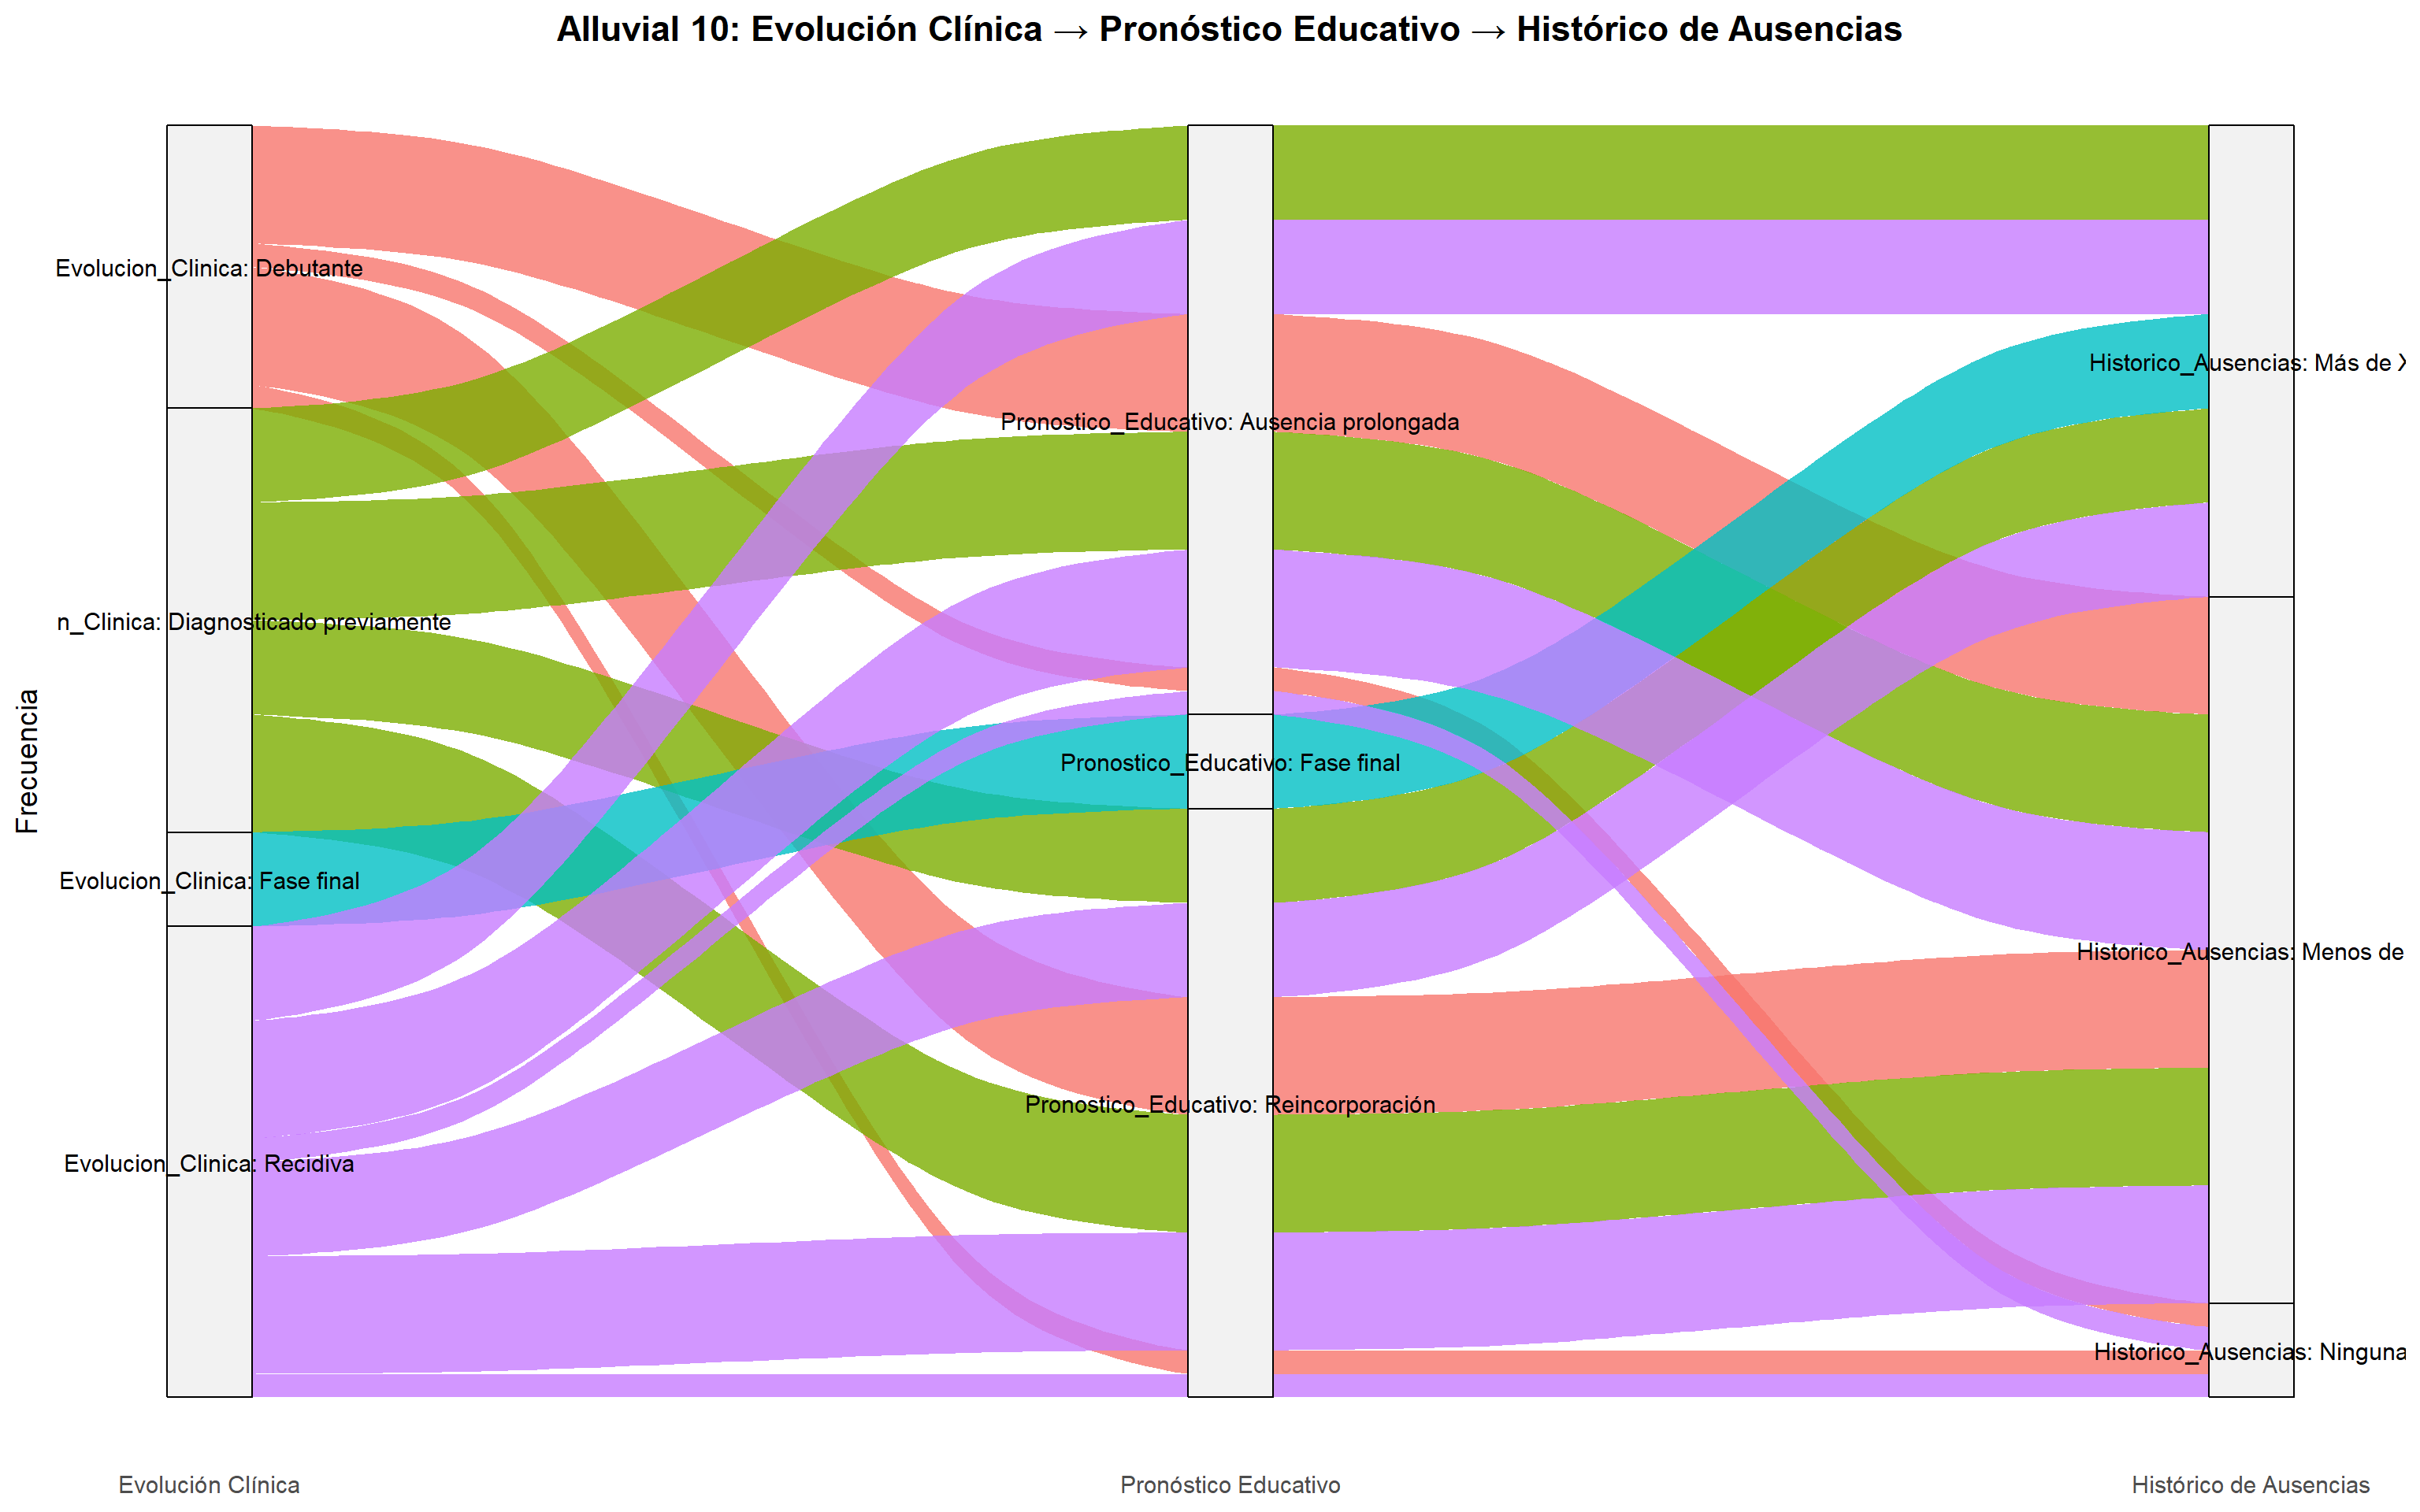 Alluvial 10: Evolución Clínica → Pronóstico Educativo → Histórico de Ausencias
Frecuencia
Evolucion_Clinica: Debutante
n_Clinica: Diagnosticado previamente
Evolucion_Clinica: Fase final
Evolucion_Clinica: Recidiva
Pronostico_Educativo: Ausencia prolongada
Pronostico_Educativo: Fase final
Pronostico_Educativo: Reincorporación
Historico_Ausencias: Más de X
Historico_Ausencias: Menos de
Historico_Ausencias: Ninguna
Evolución Clínica
Pronóstico Educativo
Histórico de Ausencias